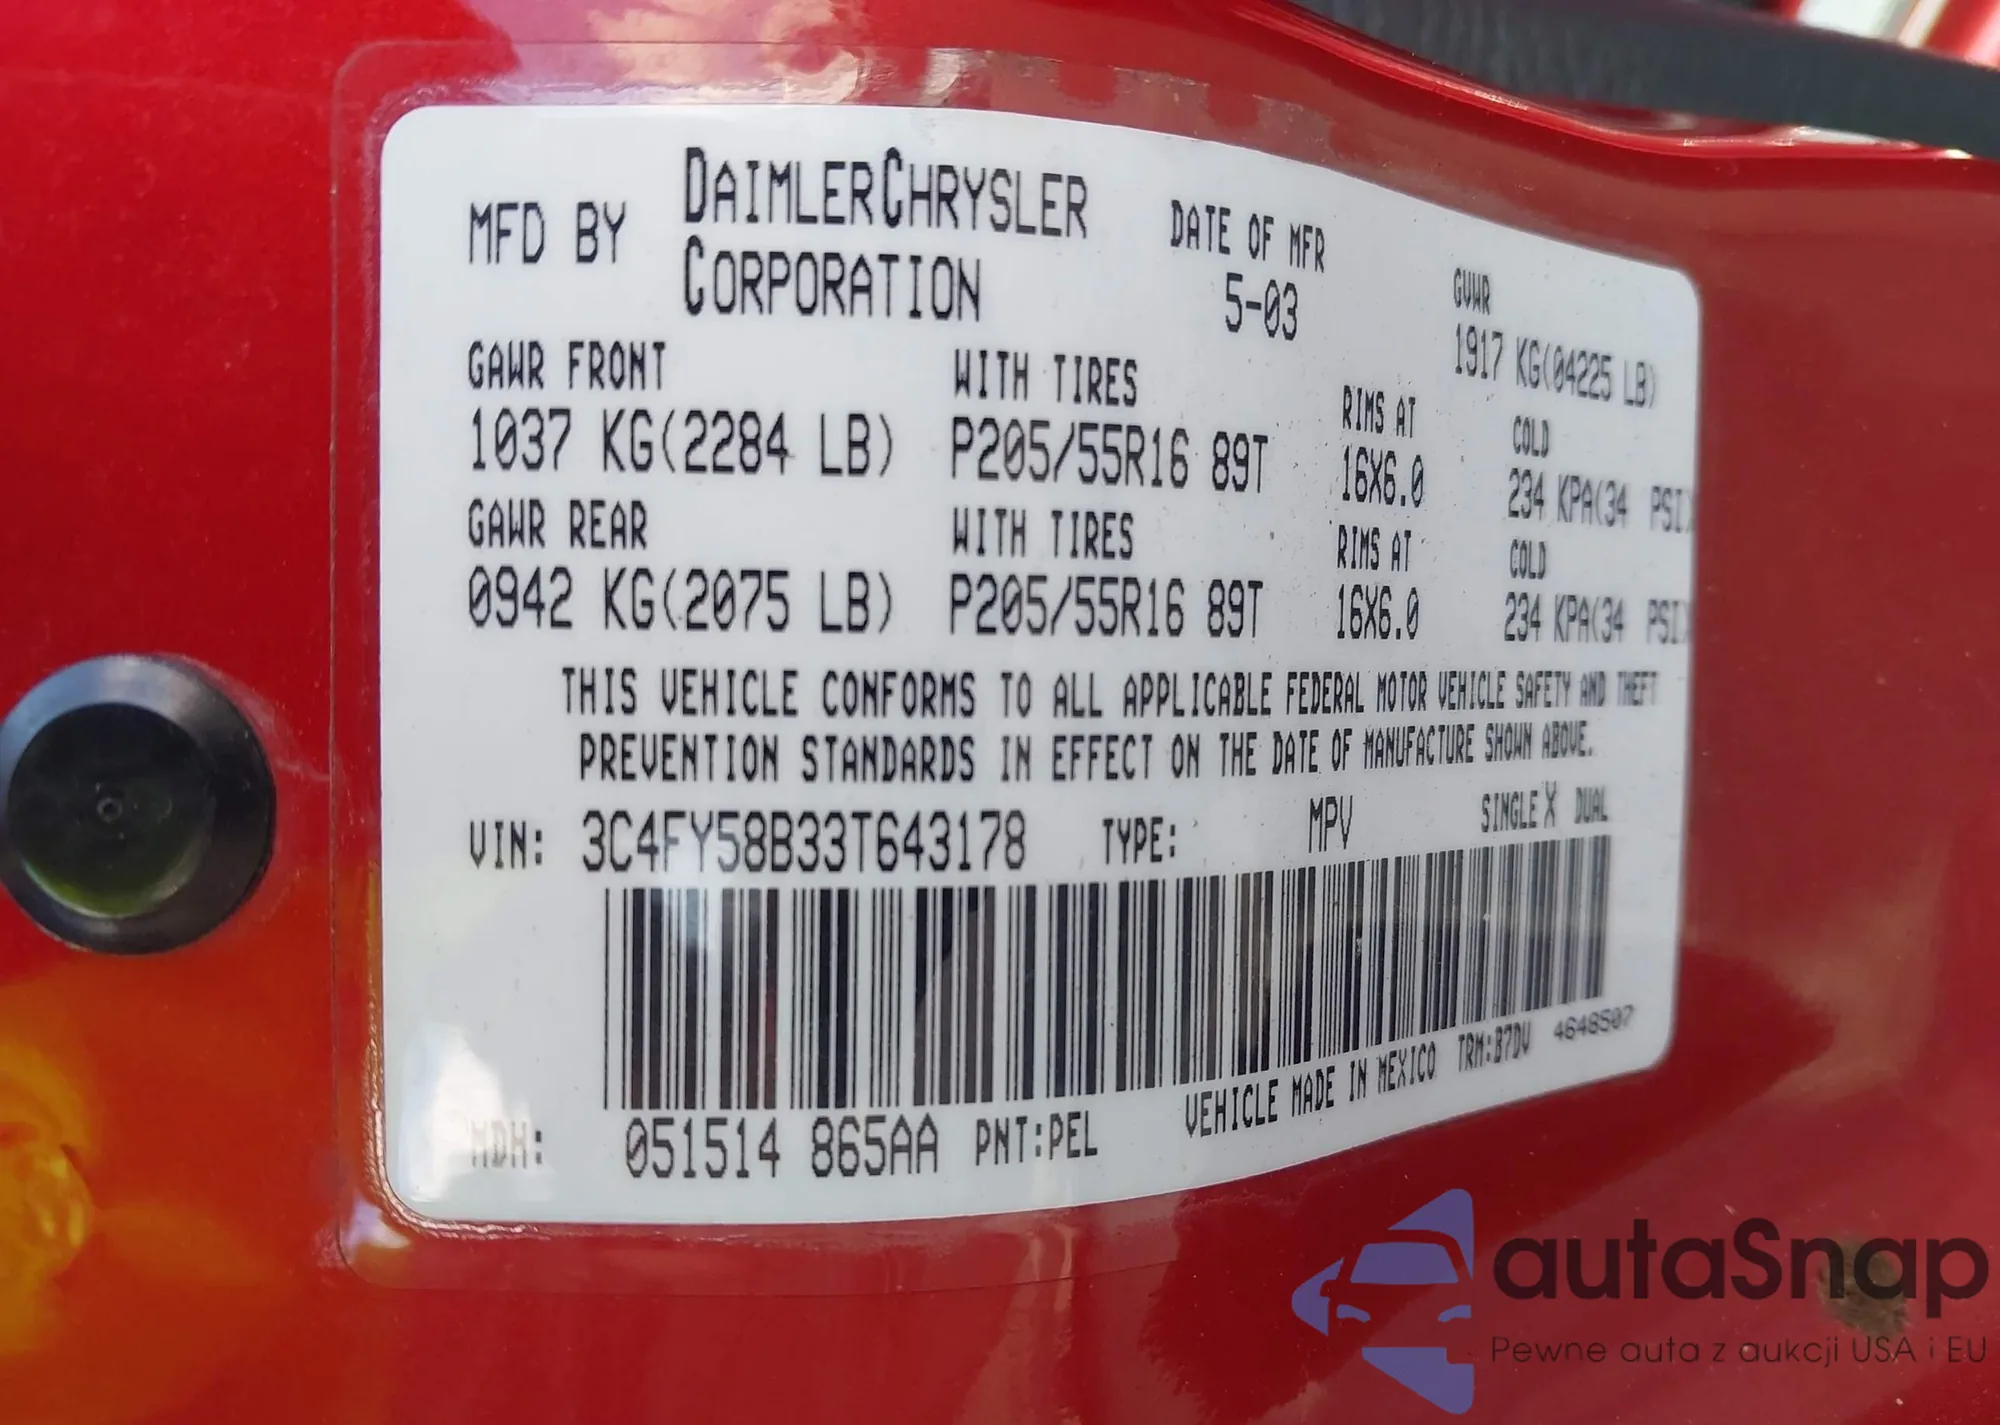 MFD BY DAIMLERCHRYSLER CORPORATION DATE OF MFR 5-03 GVWR 1917 KG(04225 LB)
GAWR FRONT WITH TIRES RIMS AT COLD
1037 KG(2284 LB) P205/55R16 89T 16X6.0 234 KPA(34 PSI)
GAWR REAR WITH TIRES RIMS AT COLD
0942 KG(2075 LB) P205/55R16 89T 16X6.0 234 KPA(34 PSI)
THIS VEHICLE CONFORMS TO ALL APPLICABLE FEDERAL MOTOR VEHICLE SAFETY AND THEFT
PREVENTION STANDARDS IN EFFECT ON THE DATE OF MANUFACTURE SHOWN ABOVE.
VIN: 3C4FY58B33T643178 TYPE: MPV SINGLE X DUAL
MDH: 051514 865AA PNT:PEL VEHICLE MADE IN MEXICO TRM:B7DV 4648507
autaSnap
Pewne auta z aukcji USA i EU